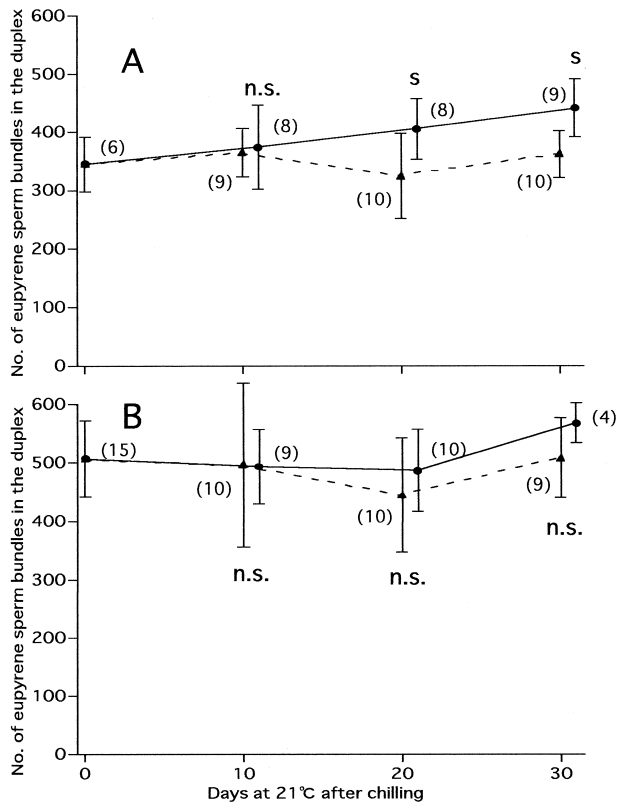 600
500
400
300
200
100
0
No. of eupyrene sperm bundles in the duplex
A
n.s.
s
s
(6)
(8)
(8)
(9)
(9)
(10)
(10)
600
500
400
300
200
100
0
No. of eupyrene sperm bundles in the duplex
B
(15)
(9)
(10)
(4)
(10)
(10)
(9)
n.s.
n.s.
n.s.
0 10 20 30
Days at 21℃ after chilling